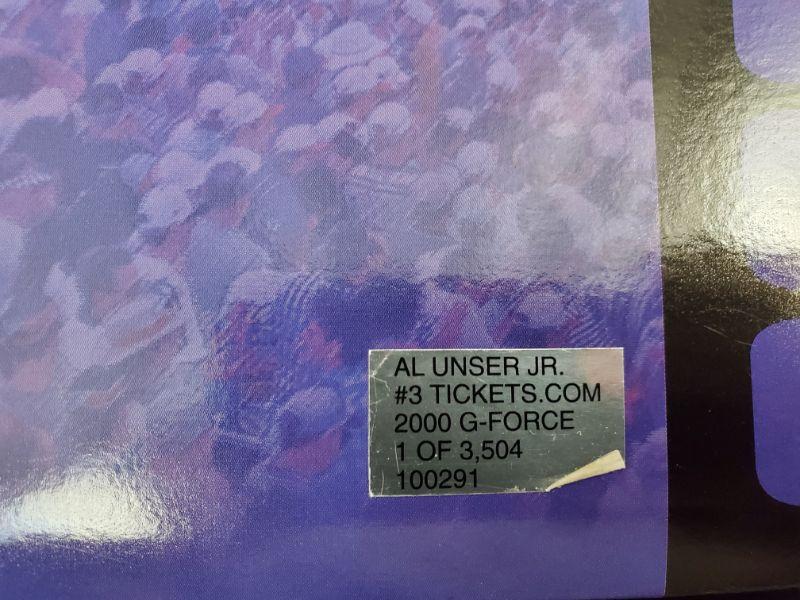 AL UNSER JR.
#3 TICKETS.COM
2000 G-FORCE
1 OF 3,504
100291